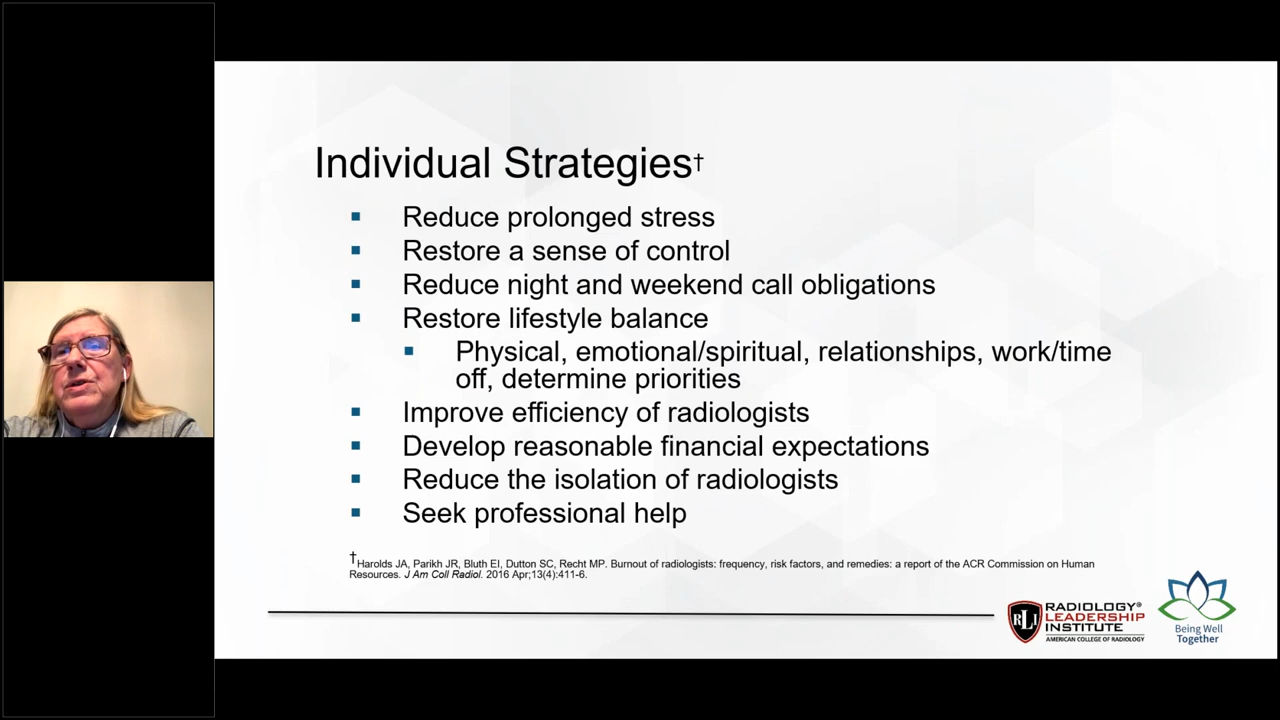 Individual Strategies†
▪ Reduce prolonged stress
▪ Restore a sense of control
▪ Reduce night and weekend call obligations
▪ Restore lifestyle balance
▪ Physical, emotional/spiritual, relationships, work/time
off, determine priorities
▪ Improve efficiency of radiologists
▪ Develop reasonable financial expectations
▪ Reduce the isolation of radiologists
▪ Seek professional help
†Harolds JA, Parikh JR, Bluth EI, Dutton SC, Recht MP. Burnout of radiologists: frequency, risk factors, and remedies: a report of the ACR Commission on Human
Resources. J Am Coll Radiol. 2016 Apr;13(4):411-6.
RLI
RADIOLOGY®
LEADERSHIP
INSTITUTE
AMERICAN COLLEGE OF RADIOLOGY
Being Well
Together